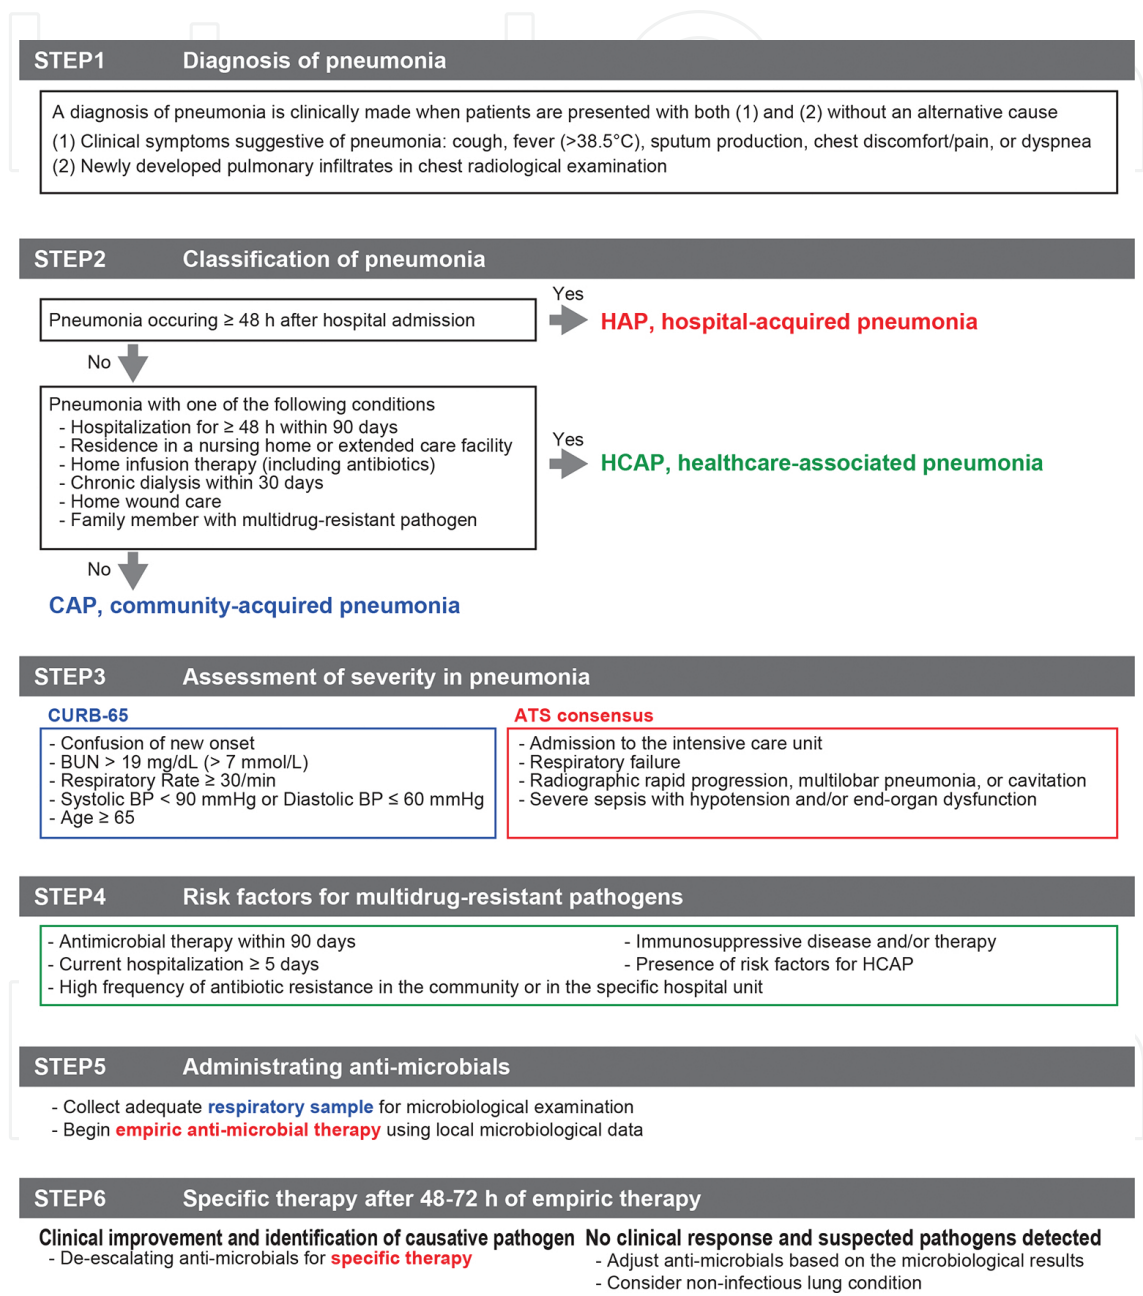 STEP1 Diagnosis of pneumonia
A diagnosis of pneumonia is clinically made when patients are presented with both (1) and (2) without an alternative cause
(1) Clinical symptoms suggestive of pneumonia: cough, fever (>38.5°C), sputum production, chest discomfort/pain, or dyspnea
(2) Newly developed pulmonary infiltrates in chest radiological examination
STEP2 Classification of pneumonia
Pneumonia occuring ≥ 48 h after hospital admission
Yes
HAP, hospital-acquired pneumonia
No
Pneumonia with one of the following conditions
- Hospitalization for ≥ 48 h within 90 days
- Residence in a nursing home or extended care facility
- Home infusion therapy (including antibiotics)
- Chronic dialysis within 30 days
- Home wound care
- Family member with multidrug-resistant pathogen
Yes
HCAP, healthcare-associated pneumonia
No
CAP, community-acquired pneumonia
STEP3 Assessment of severity in pneumonia
CURB-65
- Confusion of new onset
- BUN > 19 mg/dL (> 7 mmol/L)
- Respiratory Rate ≥ 30/min
- Systolic BP < 90 mmHg or Diastolic BP ≤ 60 mmHg
- Age ≥ 65
ATS consensus
- Admission to the intensive care unit
- Respiratory failure
- Radiographic rapid progression, multilobar pneumonia, or cavitation
- Severe sepsis with hypotension and/or end-organ dysfunction
STEP4 Risk factors for multidrug-resistant pathogens
- Antimicrobial therapy within 90 days
- Immunosuppressive disease and/or therapy
- Current hospitalization ≥ 5 days
- Presence of risk factors for HCAP
- High frequency of antibiotic resistance in the community or in the specific hospital unit
STEP5 Administrating anti-microbials
- Collect adequate respiratory sample for microbiological examination
- Begin empiric anti-microbial therapy using local microbiological data
STEP6 Specific therapy after 48-72 h of empiric therapy
Clinical improvement and identification of causative pathogen
- De-escalating anti-microbials for specific therapy
No clinical response and suspected pathogens detected
- Adjust anti-microbials based on the microbiological results
- Consider non-infectious lung condition